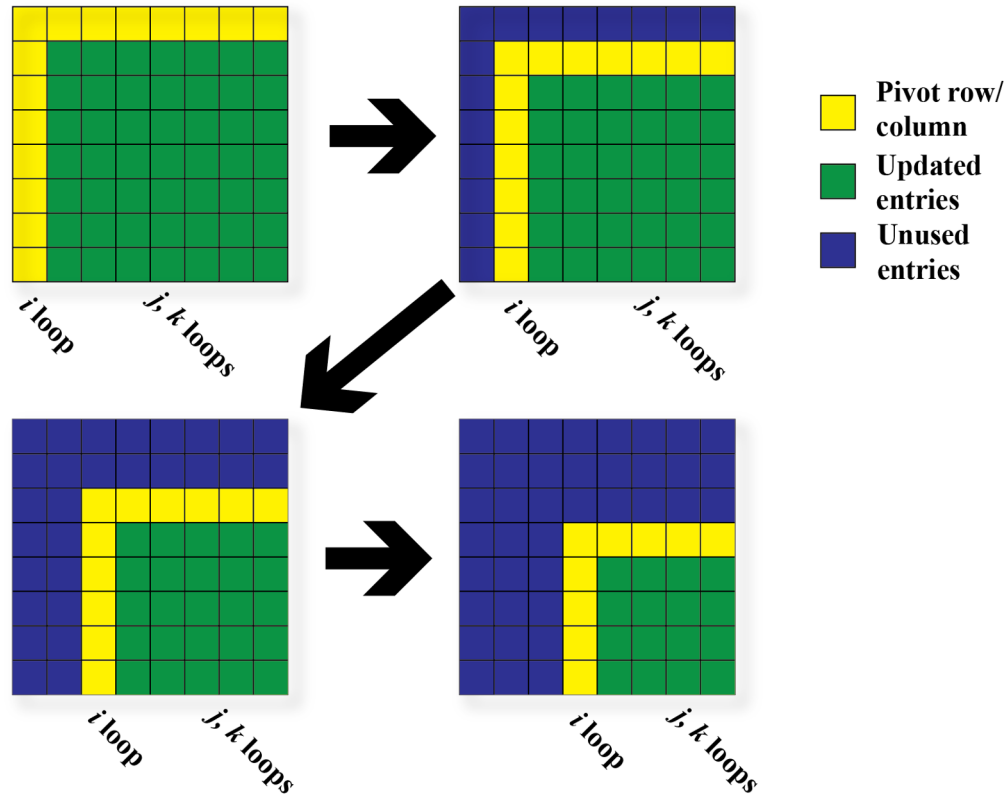 Pivot row/
column
Updated
entries
Unused
entries
i loop
j, k loops
i loop
j, k loops
i loop
j, k loops
i loop
j, k loops